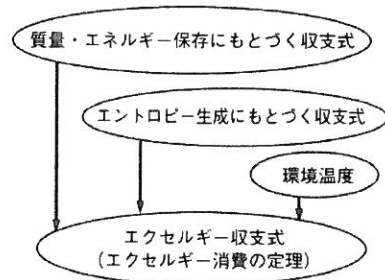 質量・エネルギー保存にもとづく収支式
エントロピー生成にもとづく収支式
環境温度
エクセルギー収支式
(エクセルギー消費の定理)